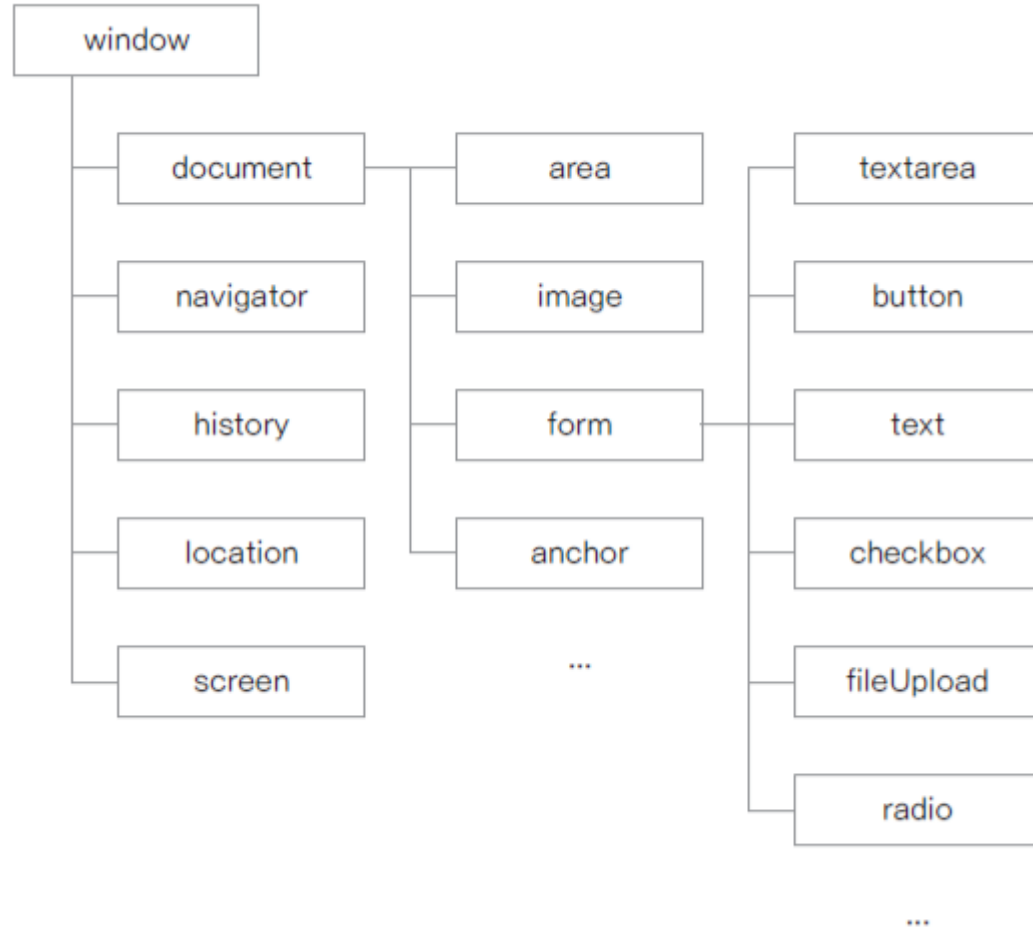 window
document
area
textarea
navigator
image
button
history
form
text
location
anchor
checkbox
screen
...
fileUpload
radio
...